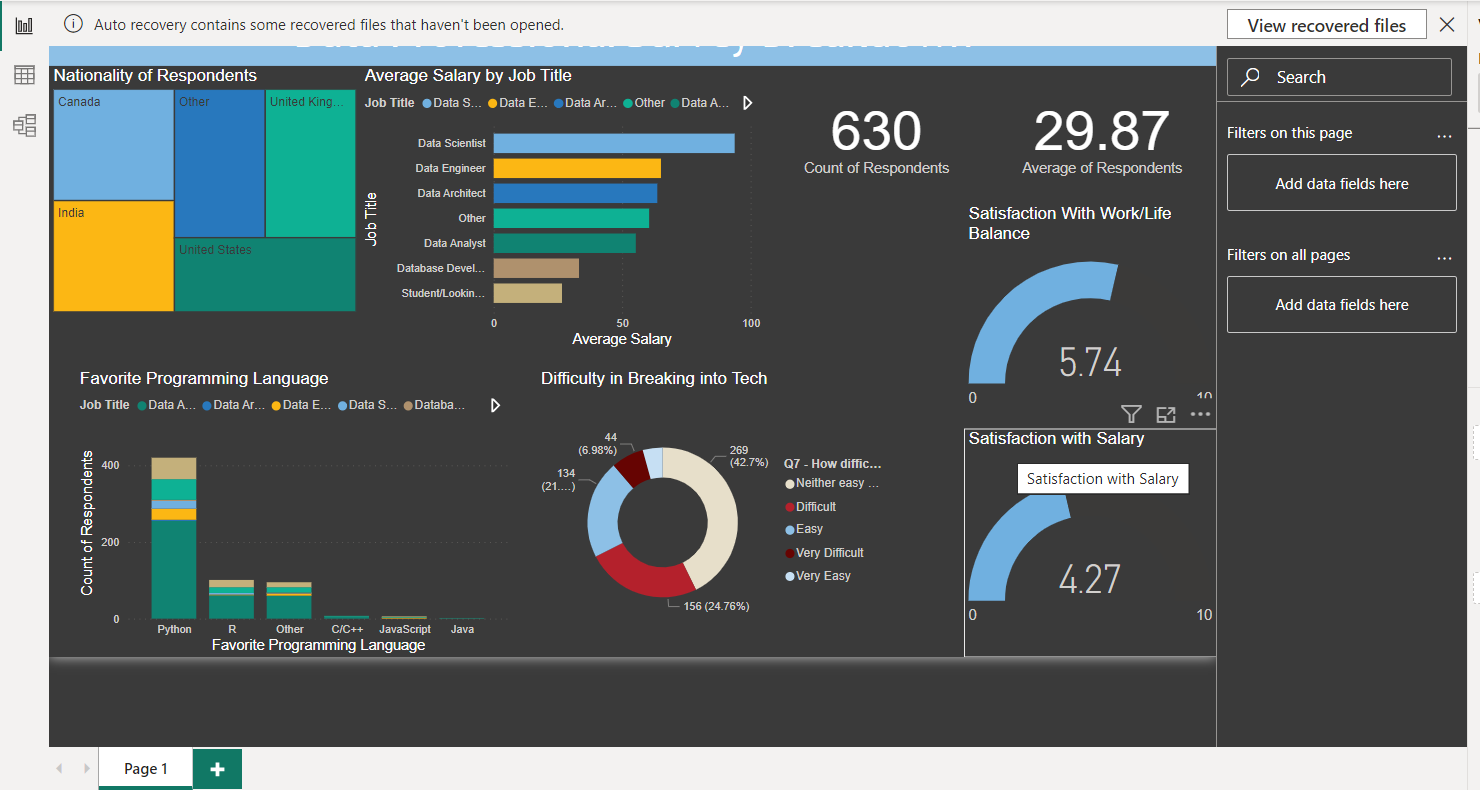 Auto recovery contains some recovered files that haven't been opened.
View recovered files
Nationality of Respondents
Canada
Other
United King...
India
United States
Average Salary by Job Title
Job Title
Data S...
Data E...
Data Ar...
Other
Data A...
Job Title
Data Scientist
Data Engineer
Data Architect
Other
Data Analyst
Database Devel...
Student/Lookin...
0
50
100
Average Salary
630
Count of Respondents
29.87
Average of Respondents
Satisfaction With Work/Life
Balance
5.74
0
10
Favorite Programming Language
Job Title
Data A...
Data Ar...
Data E...
Data S...
Databa...
Count of Respondents
400
200
0
Python
R
Other
C/C++
JavaScript
Java
Favorite Programming Language
Difficulty in Breaking into Tech
44
(6.98%)
269
(42.7%)
134
(21....)
156 (24.76%)
Q7 - How diffic...
Neither easy ...
Difficult
Easy
Very Difficult
Very Easy
Satisfaction with Salary
Satisfaction with Salary
4.27
0
10
Search
Filters on this page
...
Add data fields here
Filters on all pages
...
Add data fields here
Page 1